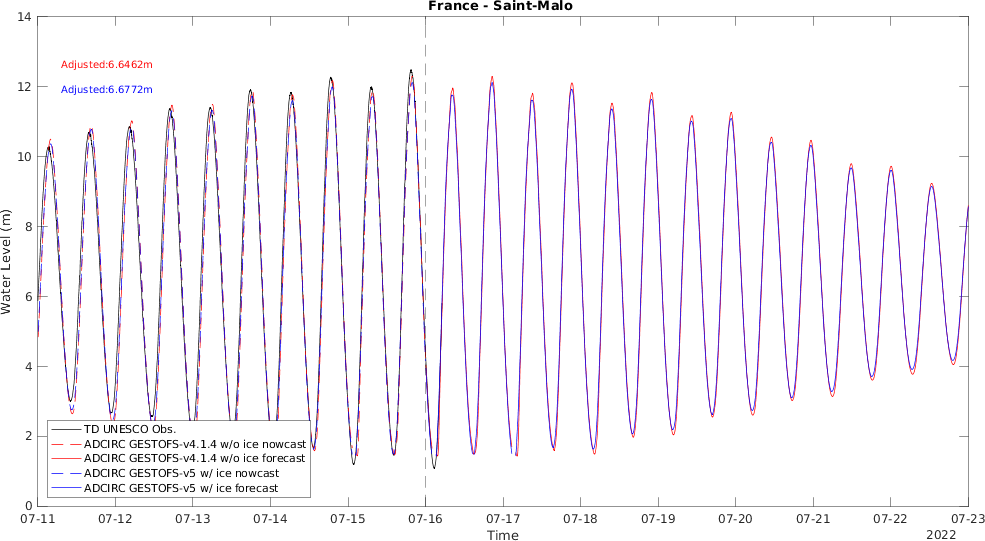 France - Saint-Malo
14
12
10
8
6
4
2
0
Water Level (m)
Adjusted:6.6462m
Adjusted:6.6772m
TD UNESCO Obs.
ADCIRC GESTOFS-v4.1.4 w/o ice nowcast
ADCIRC GESTOFS-v4.1.4 w/o ice forecast
ADCIRC GESTOFS-v5 w/ ice nowcast
ADCIRC GESTOFS-v5 w/ ice forecast
07-11 07-12 07-13 07-14 07-15 07-16 07-17 07-18 07-19 07-20 07-21 07-22 07-23
Time
2022